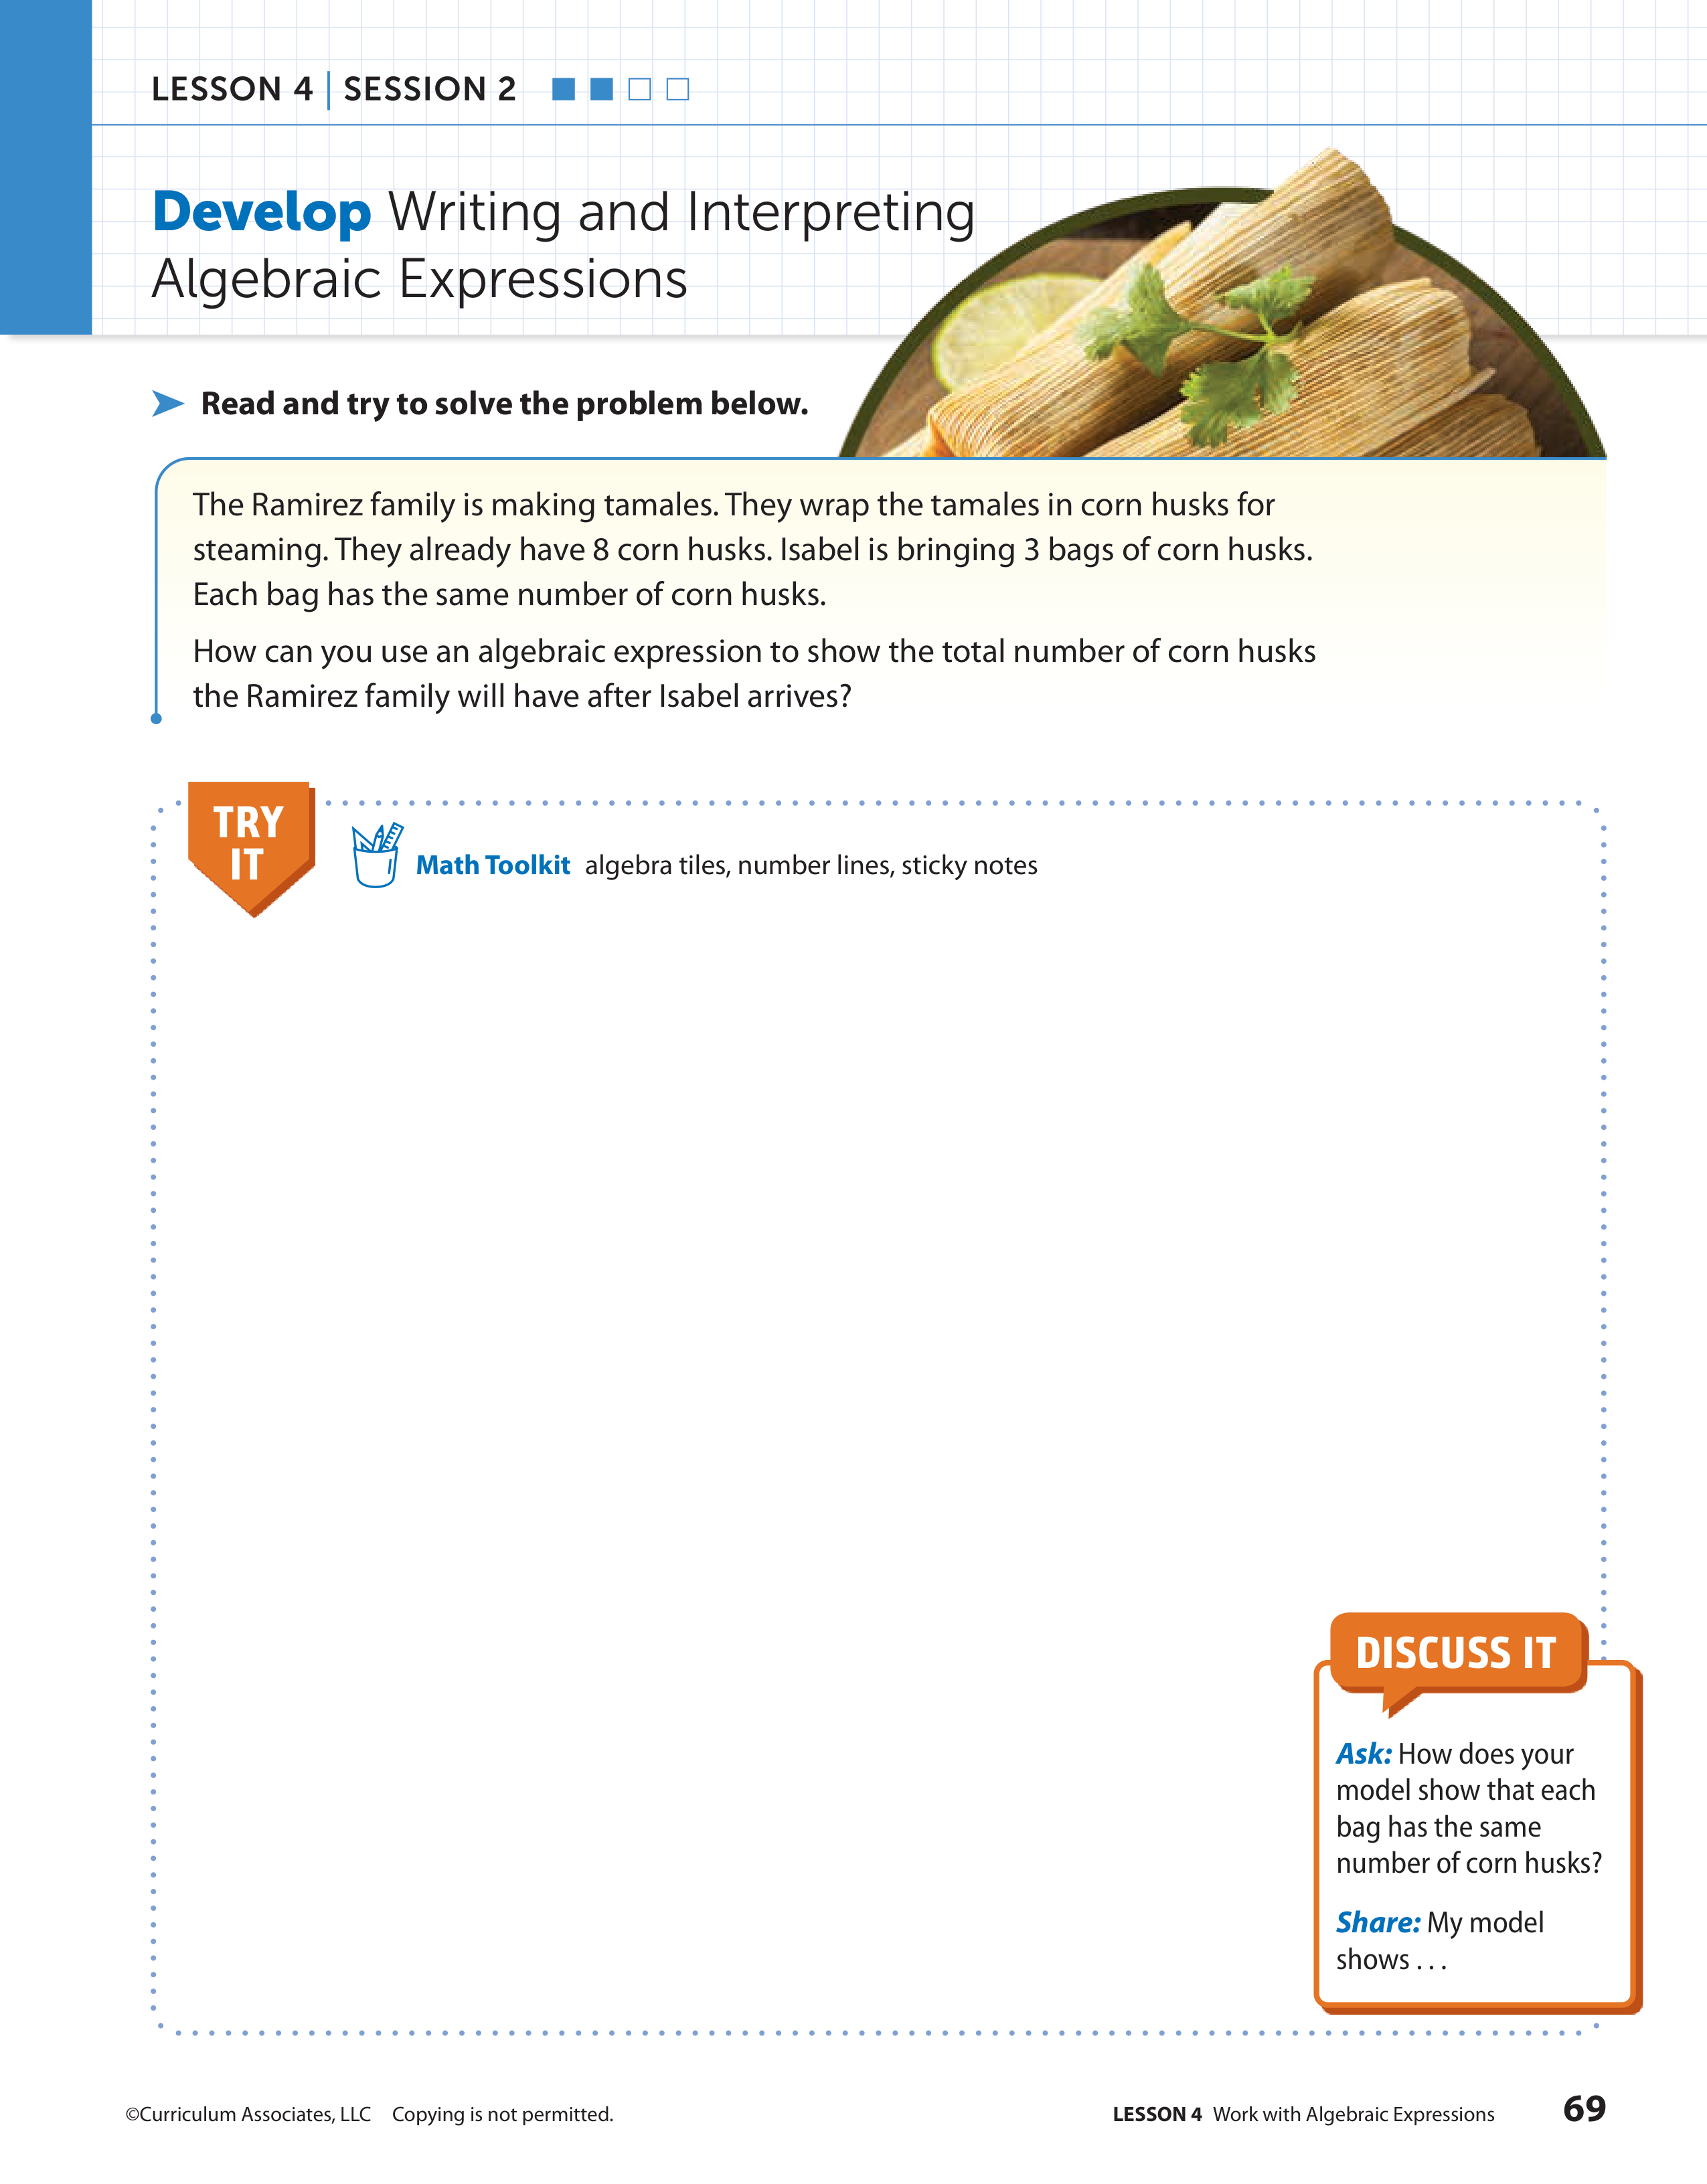 LESSON 4 | SESSION 2
Develop Writing and Interpreting
Algebraic Expressions
Read and try to solve the problem below.
The Ramirez family is making tamales. They wrap the tamales in corn husks for
steaming. They already have 8 corn husks. Isabel is bringing 3 bags of corn husks.
Each bag has the same number of corn husks.
How can you use an algebraic expression to show the total number of corn husks
the Ramirez family will have after Isabel arrives?
TRY
IT
Math Toolkit algebra tiles, number lines, sticky notes
DISCUSS IT
Ask: How does your
model show that each
bag has the same
number of corn husks?
Share: My model
shows . . .
©Curriculum Associates, LLC Copying is not permitted.
LESSON 4 Work with Algebraic Expressions 69